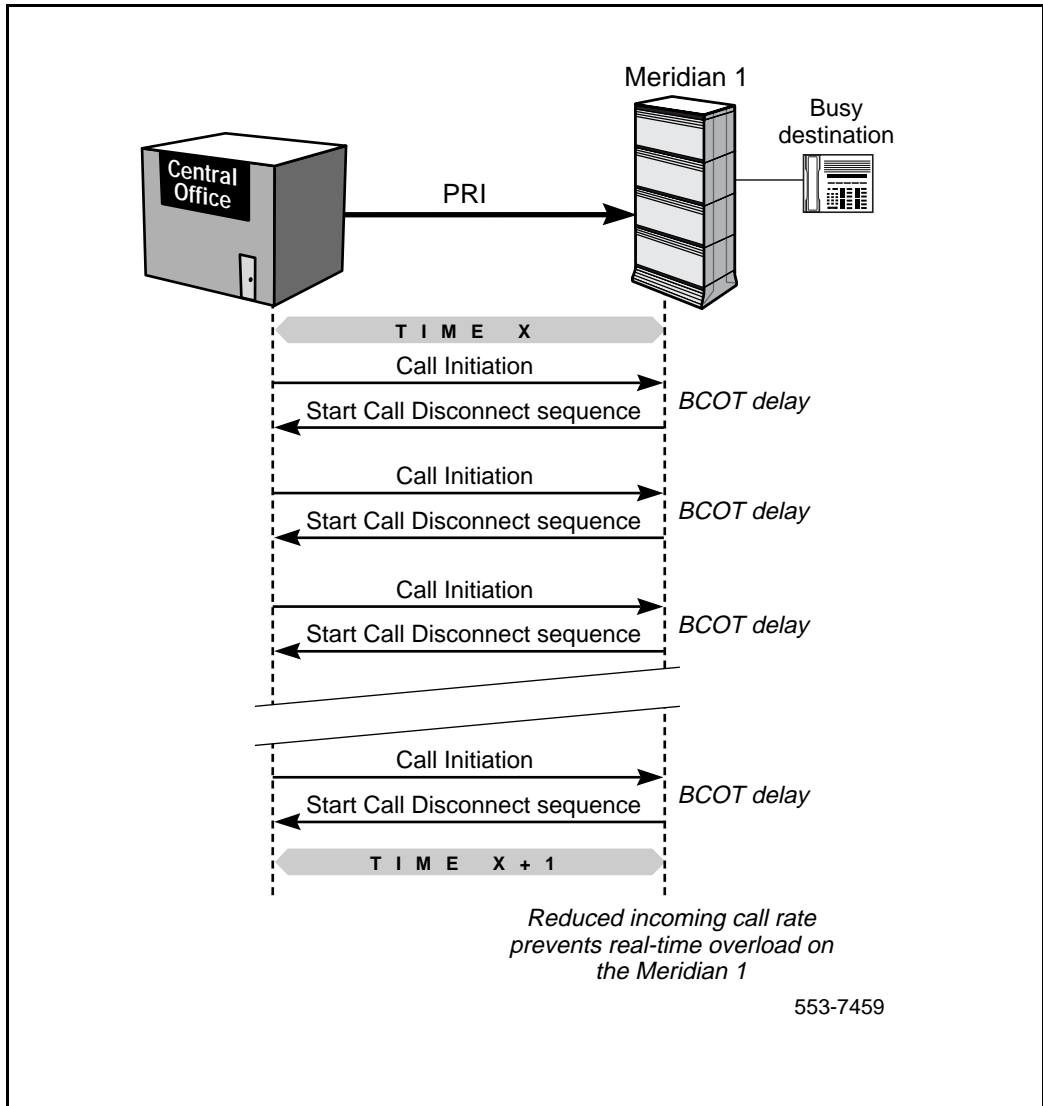 Meridian 1
Busy
destination
Central
Office
PRI
TIME X
Call Initiation
BCOT delay
Start Call Disconnect sequence
Call Initiation
BCOT delay
Start Call Disconnect sequence
Call Initiation
BCOT delay
Start Call Disconnect sequence
Call Initiation
BCOT delay
Start Call Disconnect sequence
TIME X + 1
Reduced incoming call rate
prevents real-time overload on
the Meridian 1
553-7459